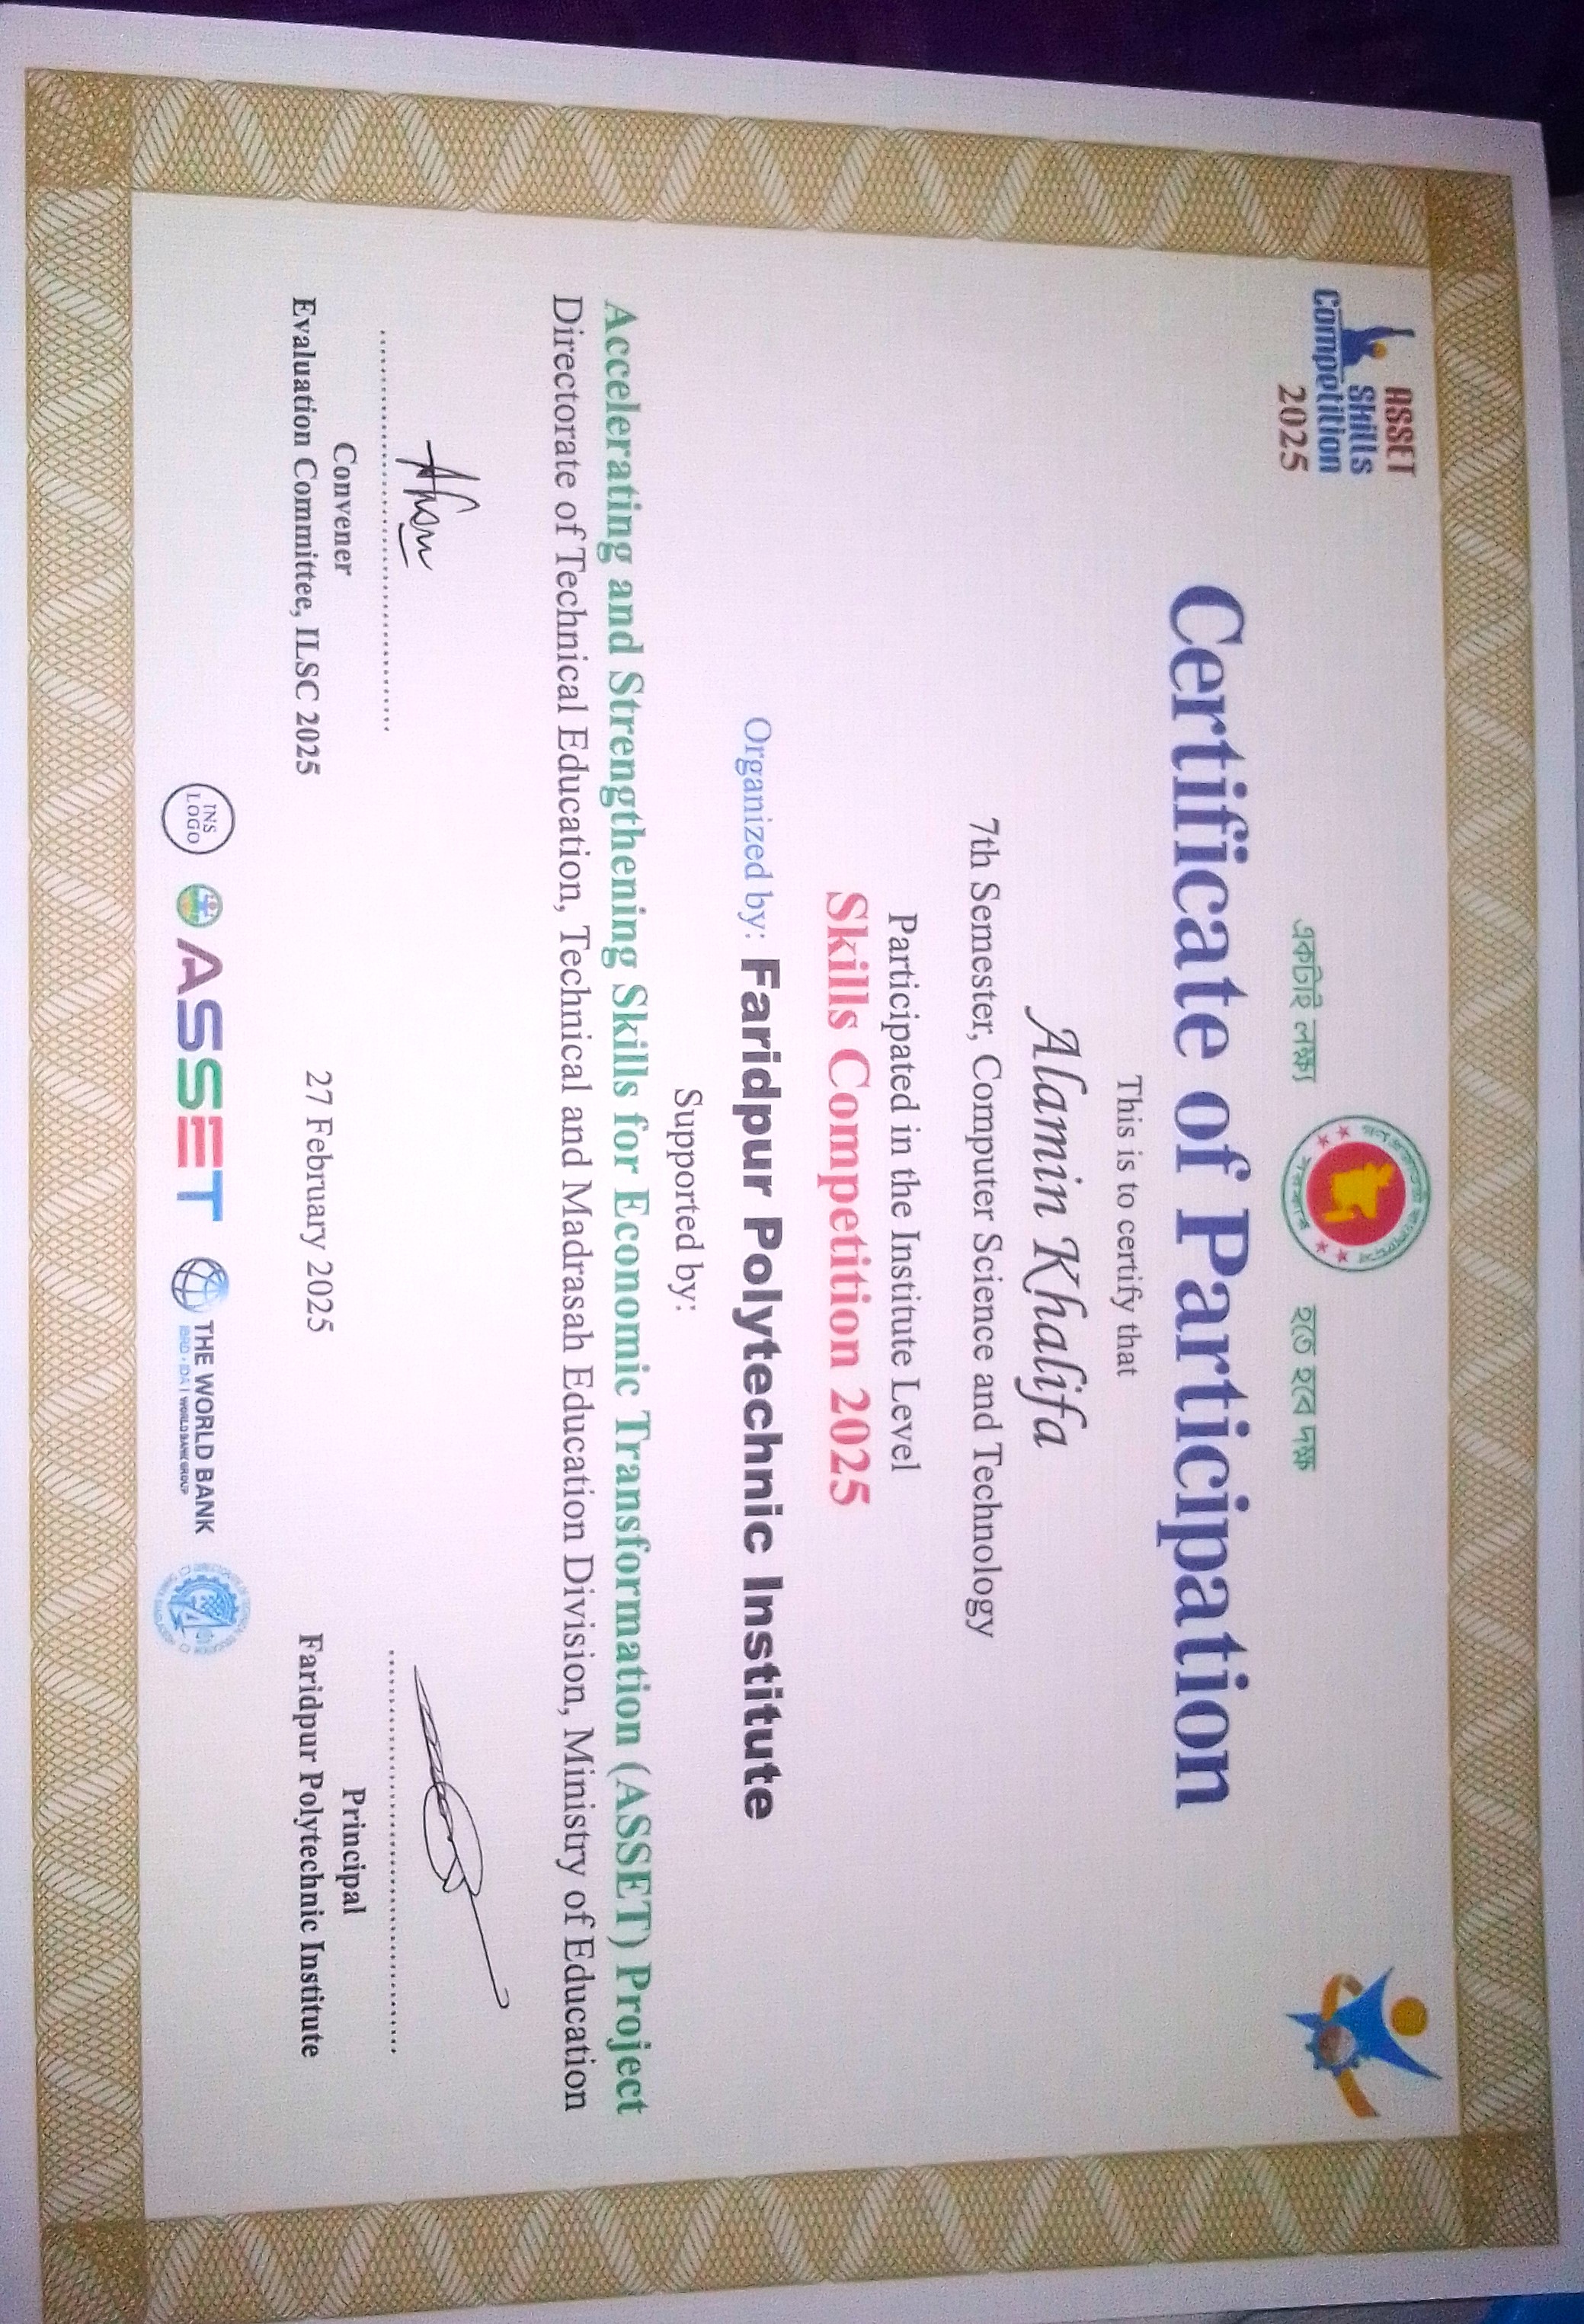 ASSET
Skills
Competition
2025
একটাই লক্ষ্য
হতে হবে দক্ষ
Certificate of Participation
This is to certify that
Alamin Khalifa
7th Semester, Computer Science and Technology
Participated in the Institute Level
Skills Competition 2025
Organized by: Faridpur Polytechnic Institute
Supported by:
Accelerating and Strengthening Skills for Economic Transformation (ASSET) Project
Directorate of Technical Education, Technical and Madrasah Education Division, Ministry of Education
Convener
Evaluation Committee, ILSC 2025
27 February 2025
Principal
Faridpur Polytechnic Institute
INS
LOGO
ASSET
THE WORLD BANK
IBRD • IDA | WORLD BANK GROUP